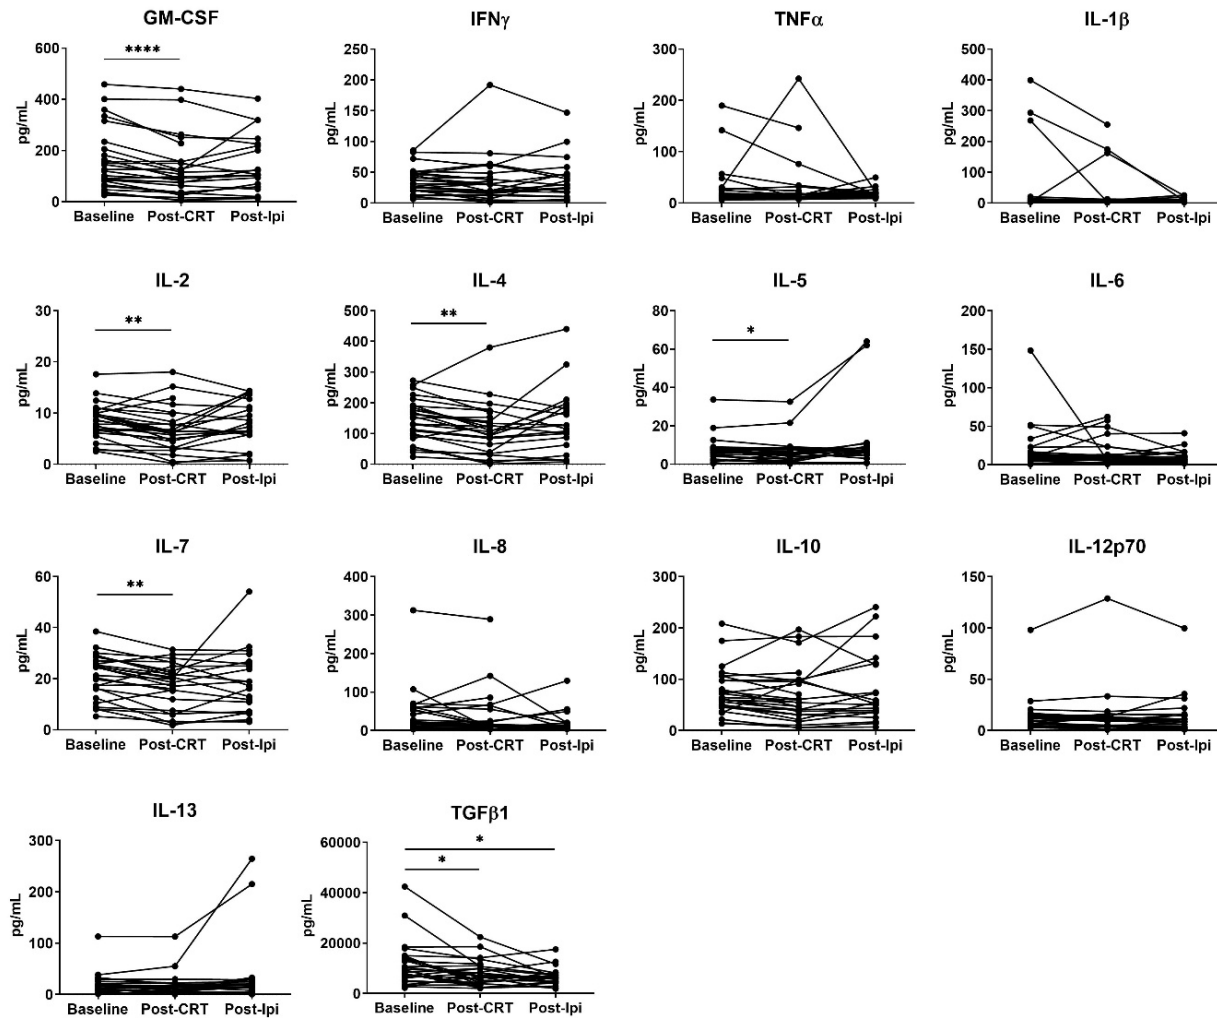 GM-CSF
****
600
400
200
0
pg/mL
Baseline Post-CRT Post-Ipi
IFNγ
250
200
150
100
50
0
pg/mL
Baseline Post-CRT Post-Ipi
TNFα
300
200
100
0
pg/mL
Baseline Post-CRT Post-Ipi
IL-1β
500
400
300
200
100
0
pg/mL
Baseline Post-CRT Post-Ipi
IL-2
**
30
20
10
0
pg/mL
Baseline Post-CRT Post-Ipi
IL-4
**
500
400
300
200
100
0
pg/mL
Baseline Post-CRT Post-Ipi
IL-5
*
80
60
40
20
0
pg/mL
Baseline Post-CRT Post-Ipi
IL-6
200
150
100
50
0
pg/mL
Baseline Post-CRT Post-Ipi
IL-7
**
60
40
20
0
pg/mL
Baseline Post-CRT Post-Ipi
IL-8
400
300
200
100
0
pg/mL
Baseline Post-CRT Post-Ipi
IL-10
300
200
100
0
pg/mL
Baseline Post-CRT Post-Ipi
IL-12p70
150
100
50
0
pg/mL
Baseline Post-CRT Post-Ipi
IL-13
300
200
100
0
pg/mL
Baseline Post-CRT Post-Ipi
TGFβ1
*
*
60000
40000
20000
0
pg/mL
Baseline Post-CRT Post-Ipi